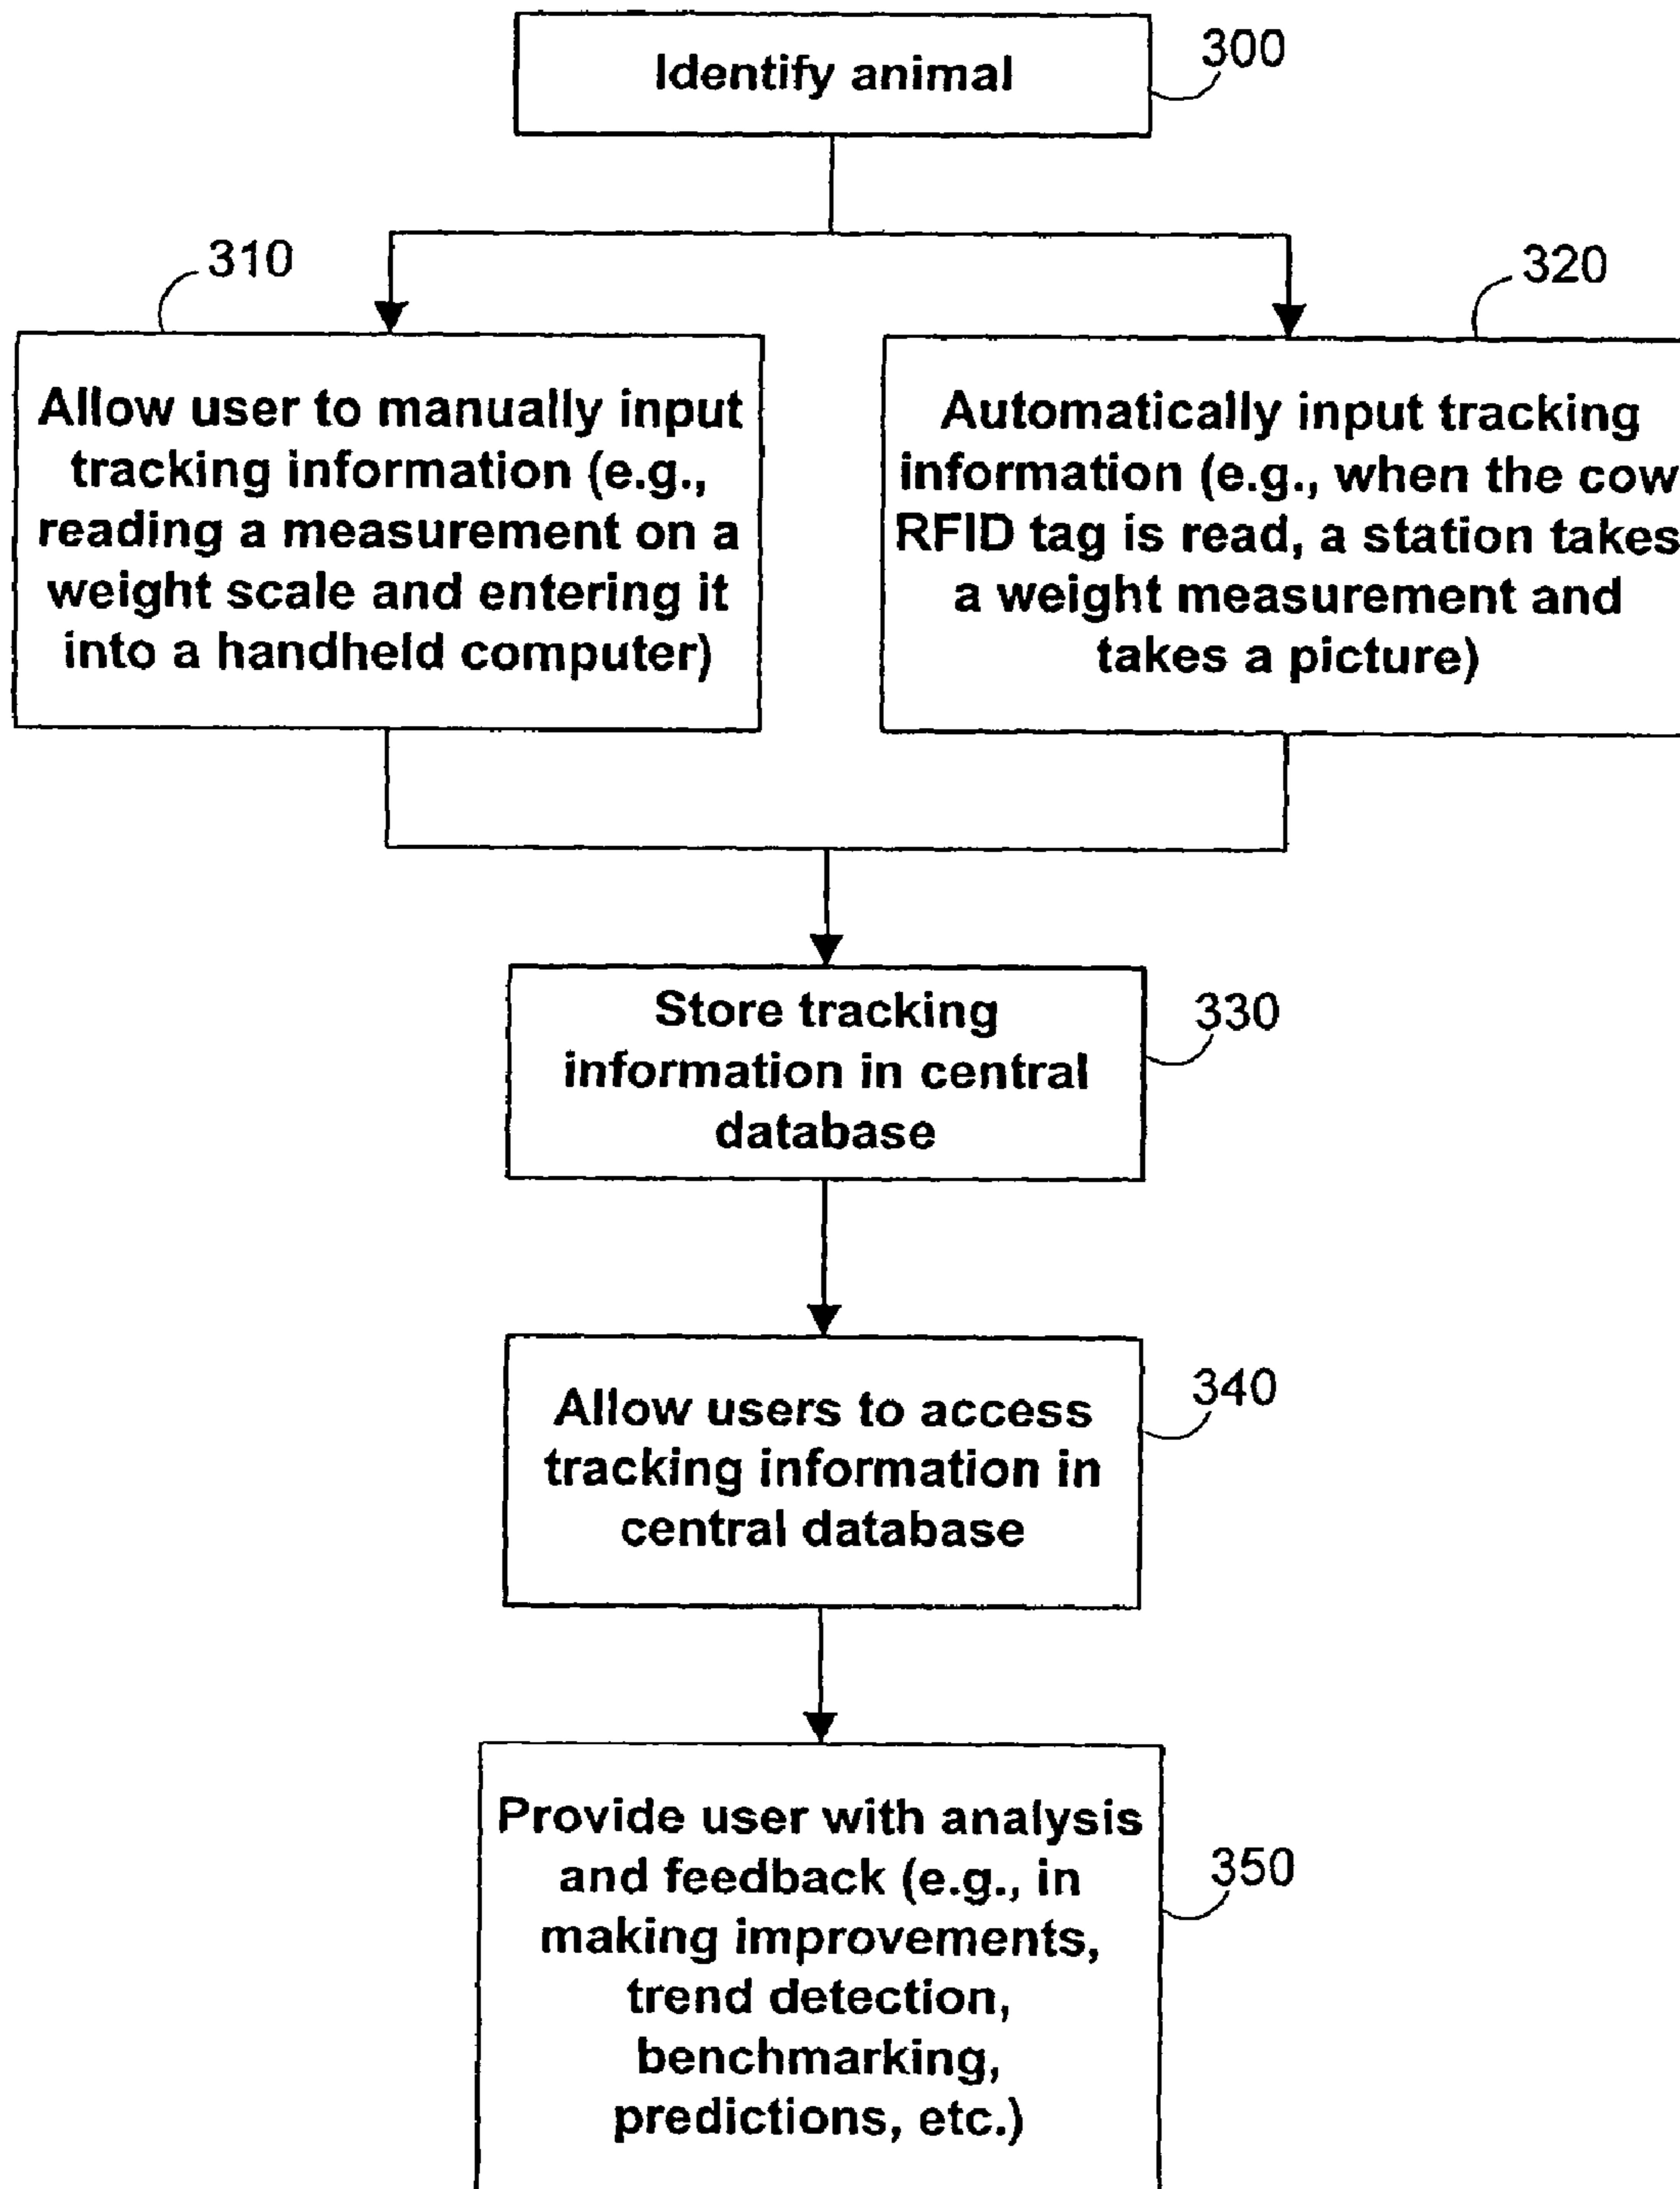 Identify animal
300
310
320
Allow user to manually input
tracking information (e.g.,
reading a measurement on a
weight scale and entering it
into a handheld computer)
Automatically input tracking
information (e.g., when the cow
RFID tag is read, a station takes
a weight measurement and
takes a picture)
Store tracking
information in central
database
330
Allow users to access
tracking information in
central database
340
Provide user with analysis
and feedback (e.g., in
making improvements,
trend detection,
benchmarking,
predictions, etc.)
350